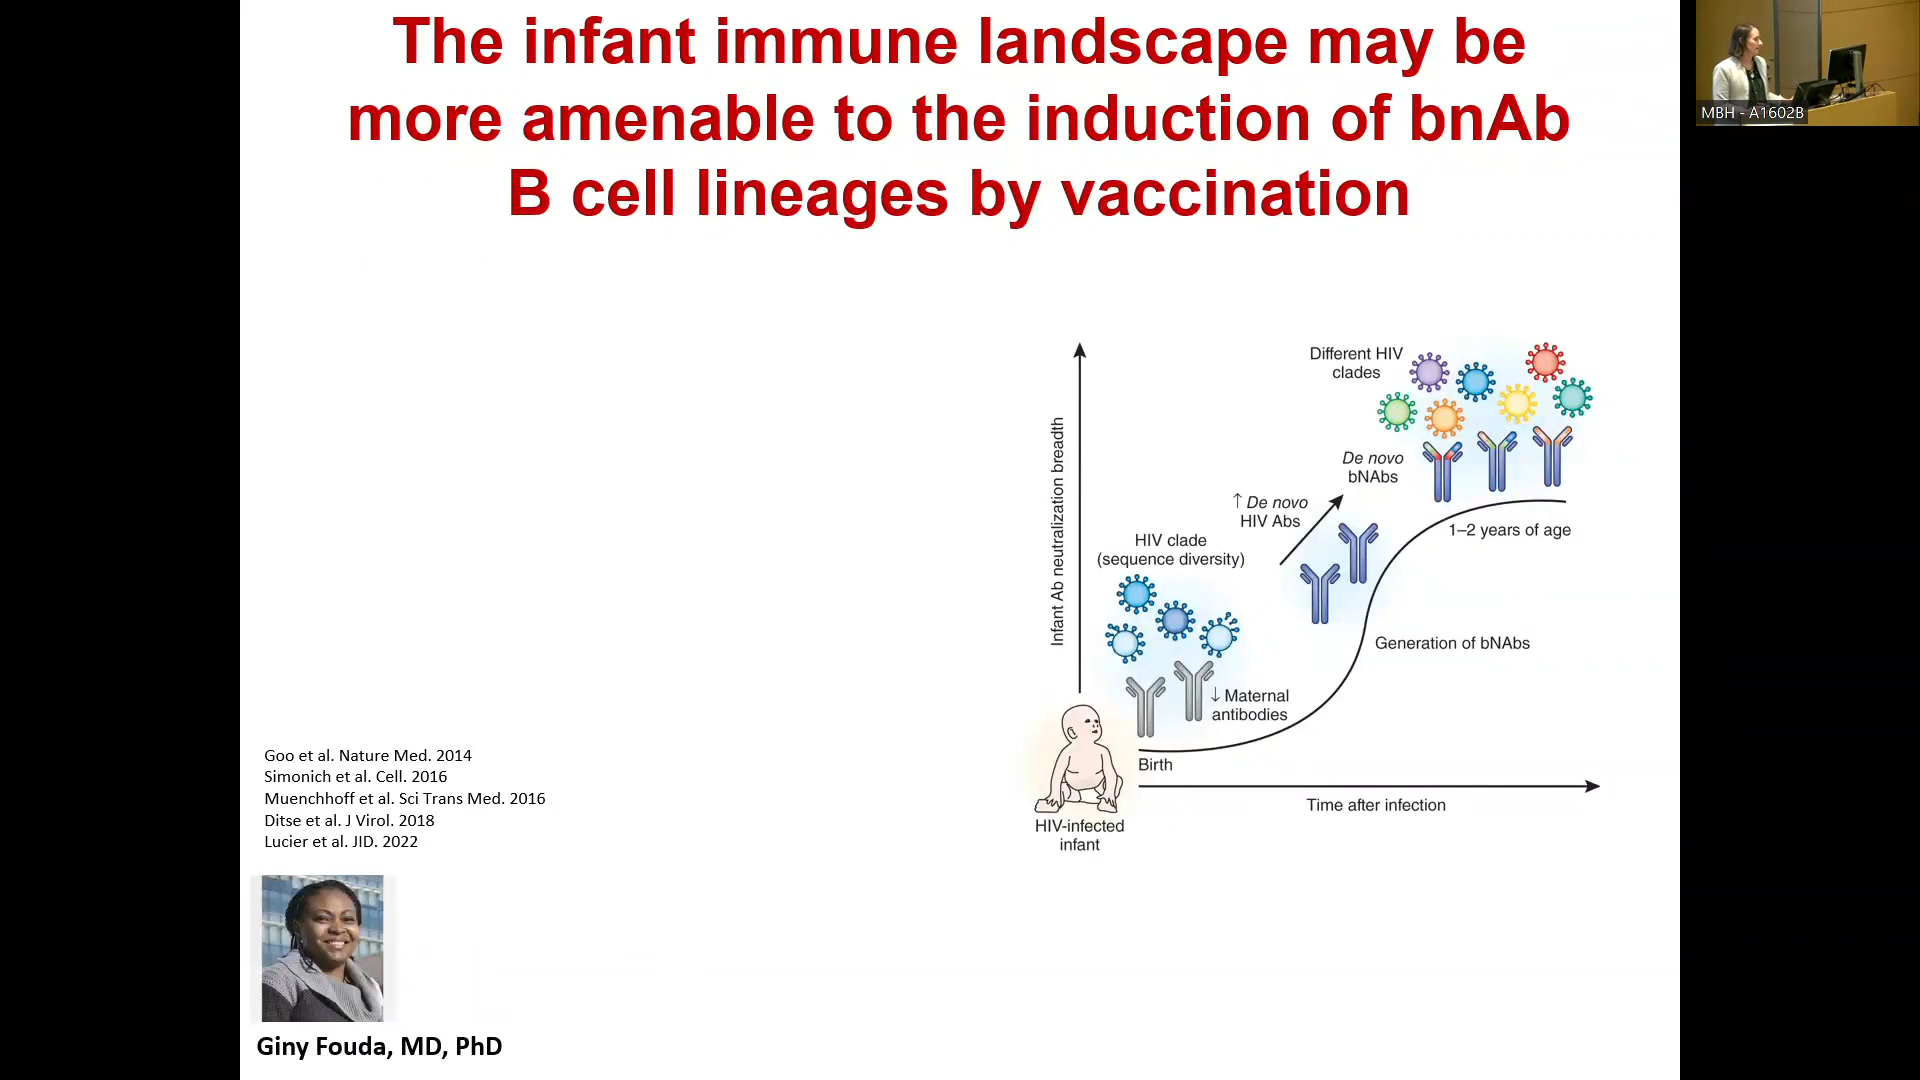 The infant immune landscape may be
more amenable to the induction of bnAb
B cell lineages by vaccination
MBH - A1602B
Different HIV
clades
Infant Ab neutralization breadth
De novo
bNAbs
↑ De novo
HIV Abs
1–2 years of age
HIV clade
(sequence diversity)
Generation of bNAbs
↓ Maternal
antibodies
Birth
Time after infection
HIV-infected
infant
Goo et al. Nature Med. 2014
Simonich et al. Cell. 2016
Muenchhoff et al. Sci Trans Med. 2016
Ditse et al. J Virol. 2018
Lucier et al. JID. 2022
Giny Fouda, MD, PhD